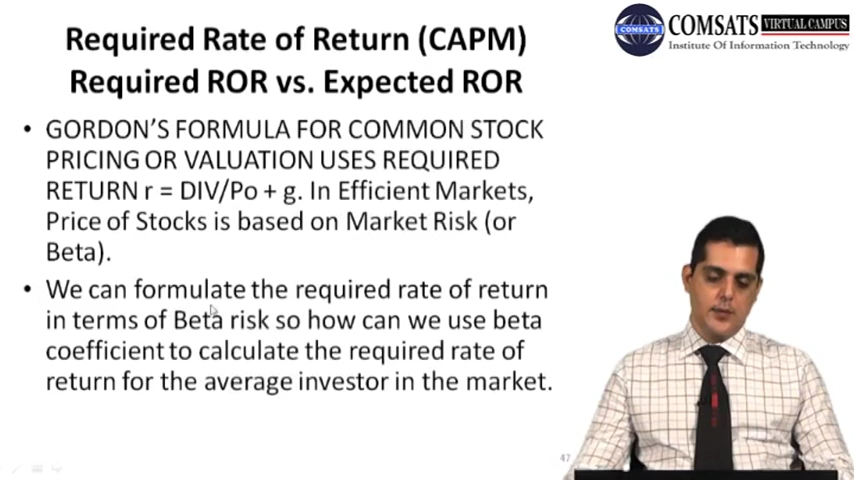 Required Rate of Return (CAPM)
Required ROR vs. Expected ROR
COMSATS VIRTUAL CAMPUS
COMSATS
Institute Of Information Technology
• GORDON'S FORMULA FOR COMMON STOCK
PRICING OR VALUATION USES REQUIRED
RETURN r = DIV/Po + g. In Efficient Markets,
Price of Stocks is based on Market Risk (or
Beta).
• We can formulate the required rate of return
in terms of Beta risk so how can we use beta
coefficient to calculate the required rate of
return for the average investor in the market.
47